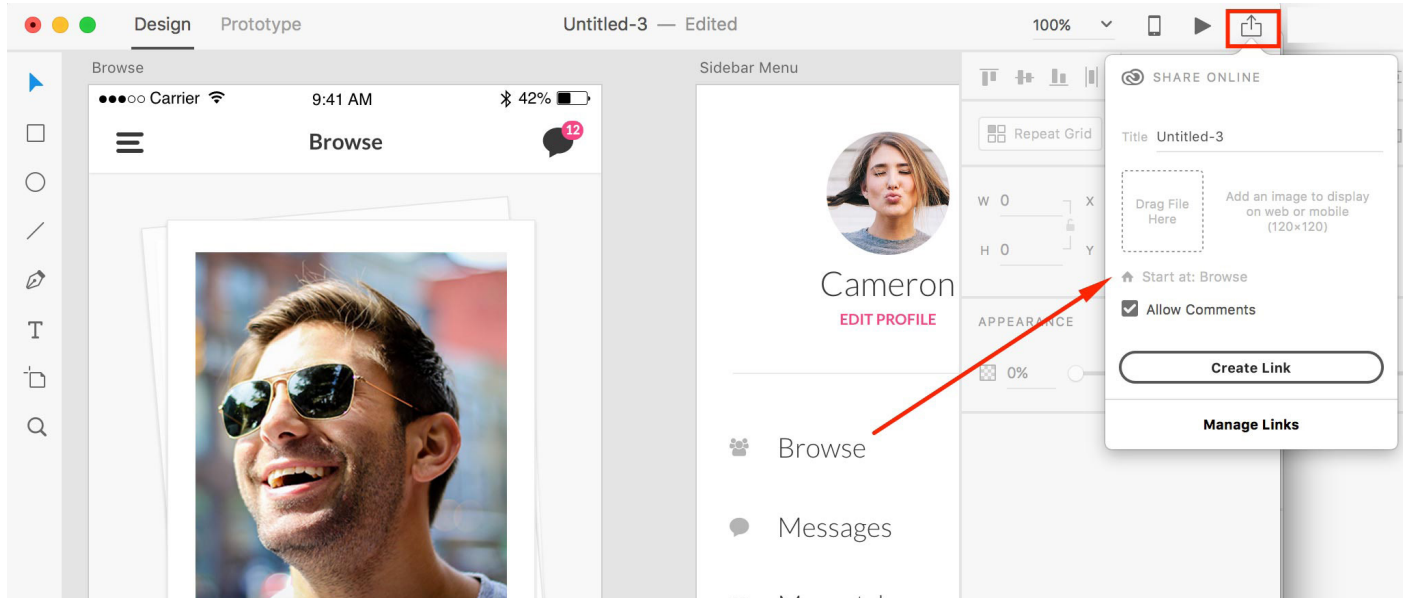 Design Prototype Untitled-3 — Edited 100%
Browse
Carrier 9:41 AM 42%
Browse
12
Sidebar Menu
Cameron
EDIT PROFILE
Browse
Messages
Repeat Grid
W 0 X
H 0 Y
APPEARANCE
0%
SHARE ONLINE
Title Untitled-3
Drag File
Here
Add an image to display
on web or mobile
(120×120)
Start at: Browse
Allow Comments
Create Link
Manage Links
T